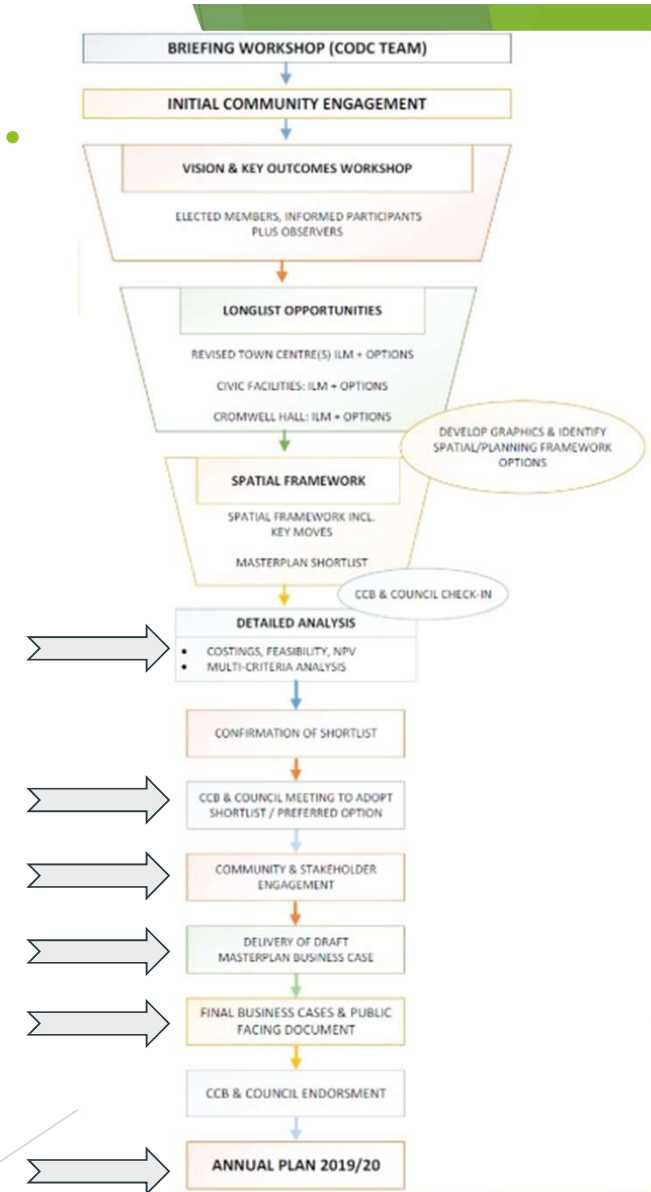 BRIEFING WORKSHOP (CODC TEAM)
INITIAL COMMUNITY ENGAGEMENT
VISION & KEY OUTCOMES WORKSHOP
ELECTED MEMBERS, INFORMED PARTICIPANTS
PLUS OBSERVERS
LONGLIST OPPORTUNITIES
REVISED TOWN CENTRE(S) ILM + OPTIONS
CIVIC FACILITIES: ILM + OPTIONS
CROMWELL HALL: ILM + OPTIONS
DEVELOP GRAPHICS & IDENTIFY
SPATIAL/PLANNING FRAMEWORK
OPTIONS
SPATIAL FRAMEWORK
SPATIAL FRAMEWORK INCL.
KEY MOVES
MASTERPLAN SHORTLIST
CCB & COUNCIL CHECK-IN
DETAILED ANALYSIS
• COSTINGS, FEASIBILITY, NPV
• MULTI-CRITERIA ANALYSIS
CONFIRMATION OF SHORTLIST
CCB & COUNCIL MEETING TO ADOPT
SHORTLIST / PREFERRED OPTION
COMMUNITY & STAKEHOLDER
ENGAGEMENT
DELIVERY OF DRAFT
MASTERPLAN BUSINESS CASE
FINAL BUSINESS CASES & PUBLIC
FACING DOCUMENT
CCB & COUNCIL ENDORSMENT
ANNUAL PLAN 2019/20